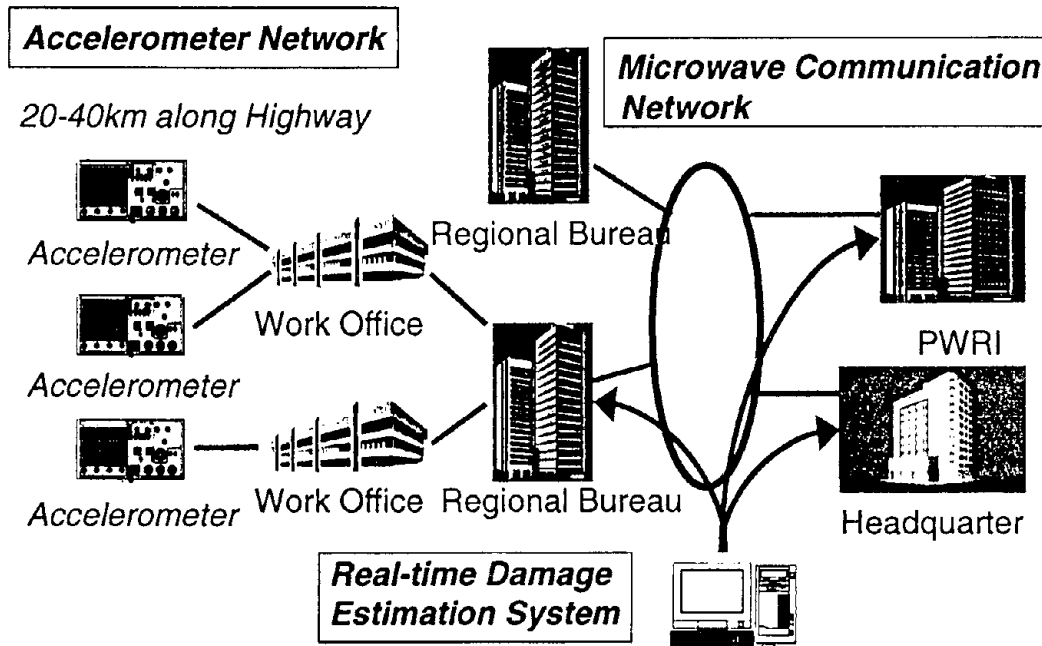 Accelerometer Network
20-40km along Highway
Microwave Communication
Network
Accelerometer
Accelerometer
Accelerometer
Work Office
Work Office
Regional Bureau
Regional Bureau
PWRI
Headquarter
Real-time Damage
Estimation System